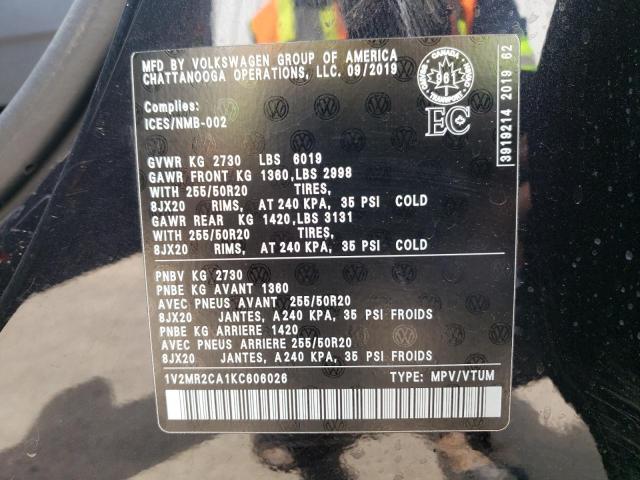 MFD BY VOLKSWAGEN GROUP OF AMERICA
CHATTANOOGA OPERATIONS, LLC. 09/2019
Complies:
ICES/NMB-002
CANADA
TRANSPORT
96
EC
3919214 2019 62
GVWR KG 2730 LBS 6019
GAWR FRONT KG 1360,LBS 2998
WITH 255/50R20 TIRES,
8JX20 RIMS, AT 240 KPA, 35 PSI COLD
GAWR REAR KG 1420,LBS 3131
WITH 255/50R20 TIRES,
8JX20 RIMS, AT 240 KPA, 35 PSI COLD
PNBV KG 2730
PNBE KG AVANT 1360
AVEC PNEUS AVANT 255/50R20
8JX20 JANTES, A 240 KPA, 35 PSI FROIDS
PNBE KG ARRIERE 1420
AVEC PNEUS ARRIERE 255/50R20
8JX20 JANTES, A 240 KPA, 35 PSI FROIDS
1V2MR2CA1KC606026 TYPE: MPV/VTUM